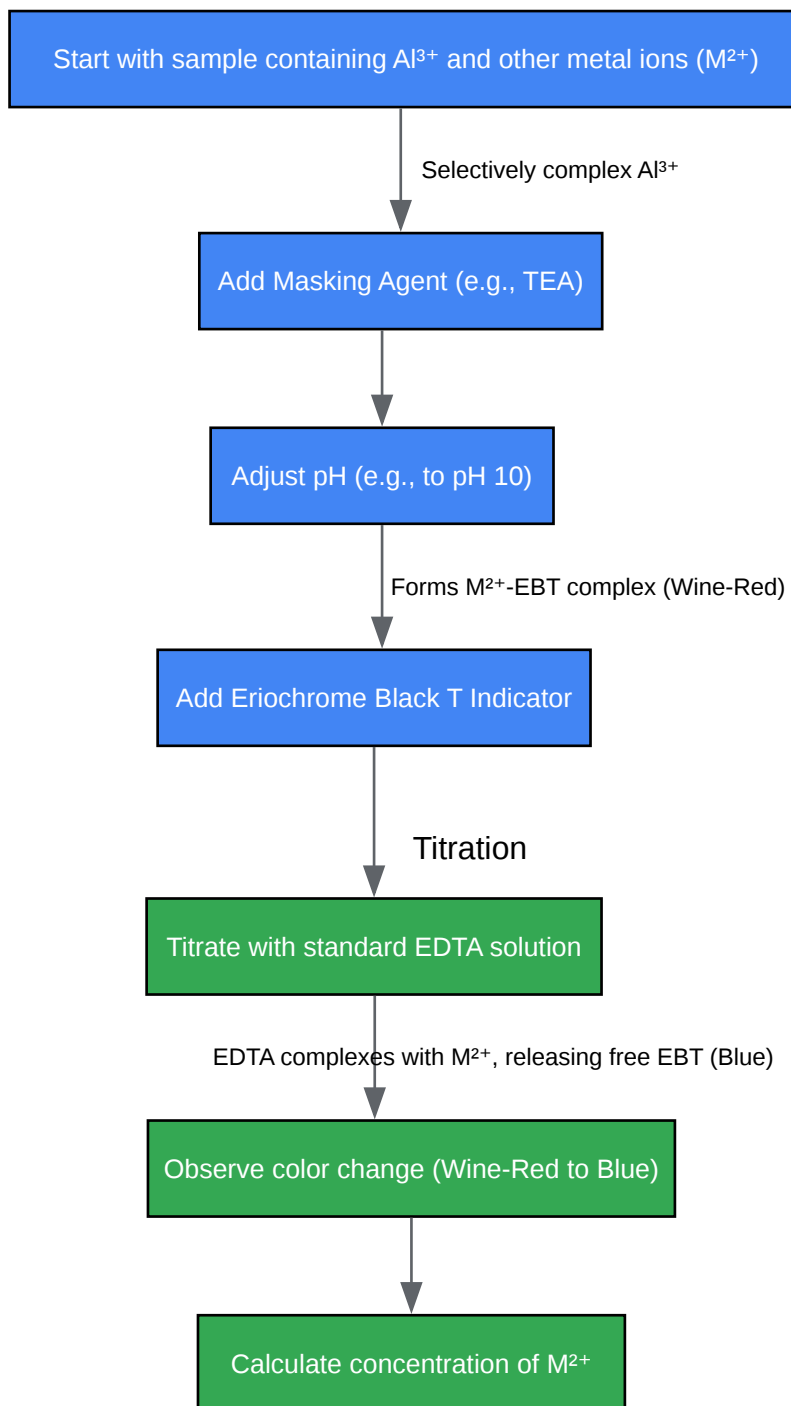 Start with sample containing Al³⁺ and other metal ions (M²⁺)
Selectively complex Al³⁺
Add Masking Agent (e.g., TEA)
Adjust pH (e.g., to pH 10)
Forms M²⁺-EBT complex (Wine-Red)
Add Eriochrome Black T Indicator
Titration
Titrate with standard EDTA solution
EDTA complexes with M²⁺, releasing free EBT (Blue)
Observe color change (Wine-Red to Blue)
Calculate concentration of M²⁺